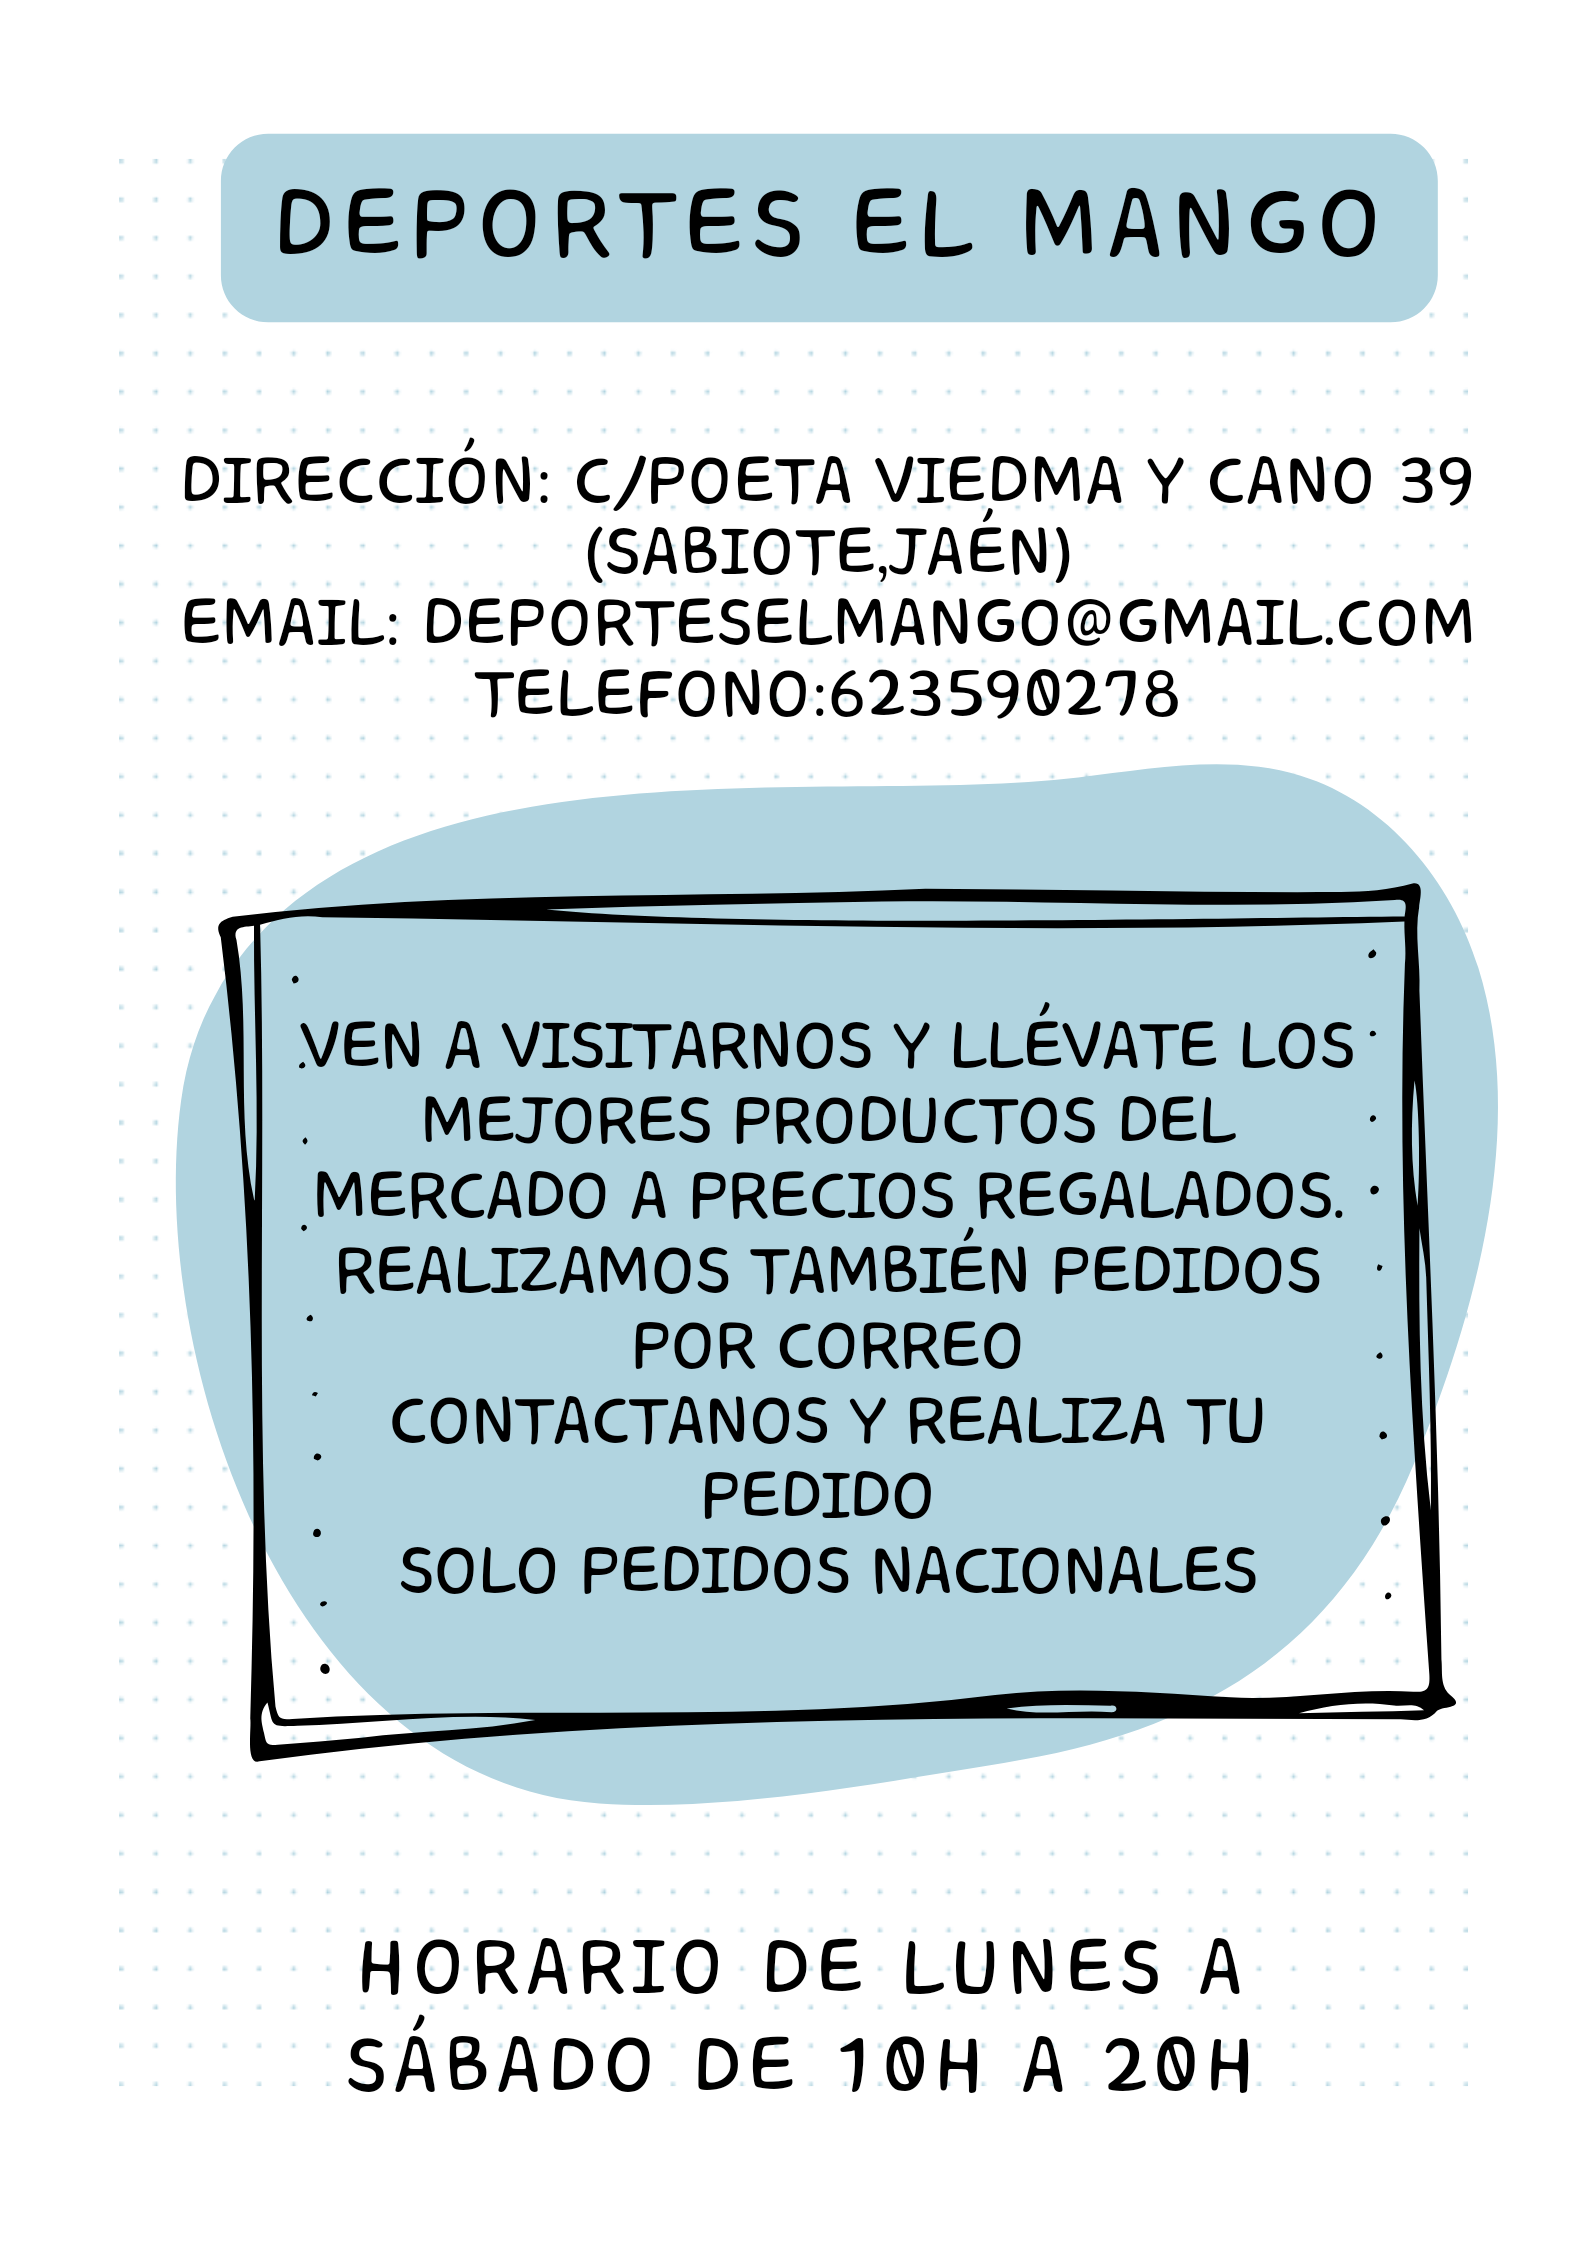 DEPORTES EL MANGO
DIRECCIÓN: C/POETA VIEDMA Y CANO 39
(SABIOTE,JAÉN)
EMAIL: DEPORTESELMANGO@GMAIL.COM
TELEFONO:623590278
VEN A VISITARNOS Y LLÉVATE LOS
MEJORES PRODUCTOS DEL
MERCADO A PRECIOS REGALADOS.
REALIZAMOS TAMBIÉN PEDIDOS
POR CORREO
CONTACTANOS Y REALIZA TU
PEDIDO
SOLO PEDIDOS NACIONALES
HORARIO DE LUNES A
SÁBADO DE 10H A 20H